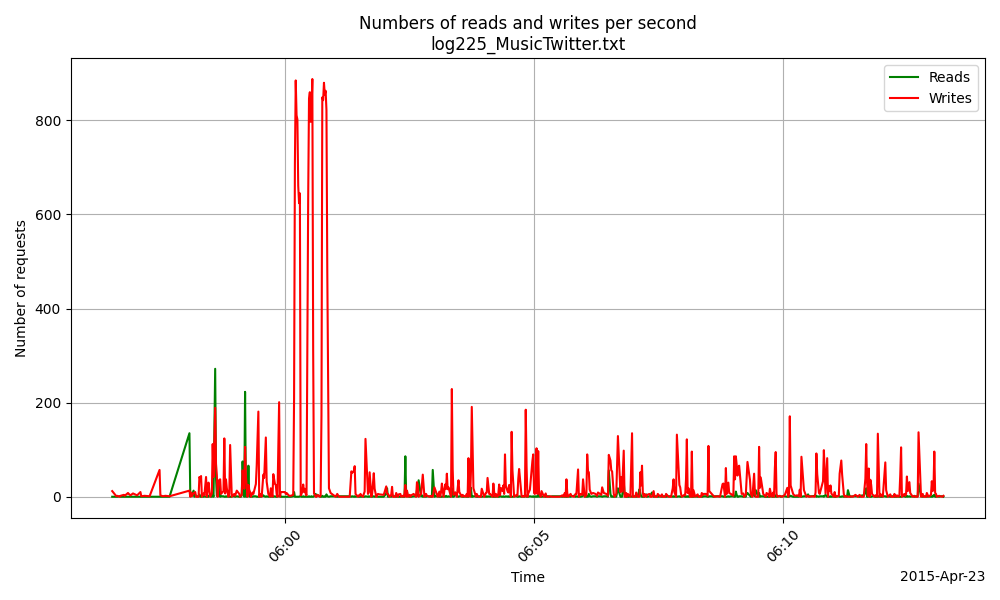 Numbers of reads and writes per second
log225_MusicTwitter.txt
Reads
Writes
Number of requests
800
600
400
200
0
06:00
06:05
06:10
Time
2015-Apr-23